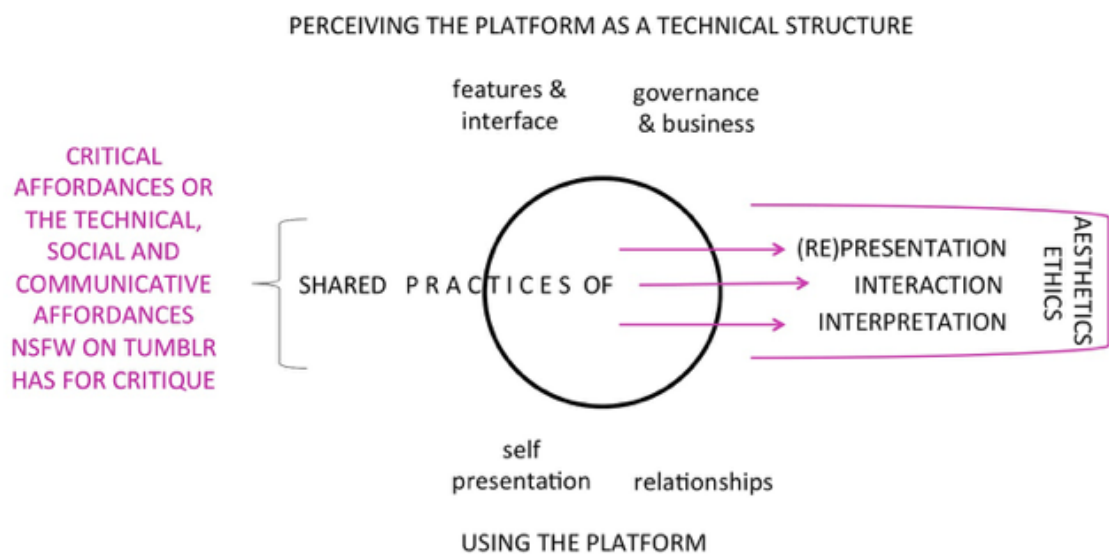 PERCEIVING THE PLATFORM AS A TECHNICAL STRUCTURE
features &
interface
governance
& business
CRITICAL
AFFORDANCES OR
THE TECHNICAL,
SOCIAL AND
COMMUNICATIVE
AFFORDANCES
NSFW ON TUMBLR
HAS FOR CRITIQUE
SHARED P R A C T I C E S OF
(RE)PRESENTATION
INTERACTION
INTERPRETATION
AESTHETICS
ETHICS
self
presentation
relationships
USING THE PLATFORM